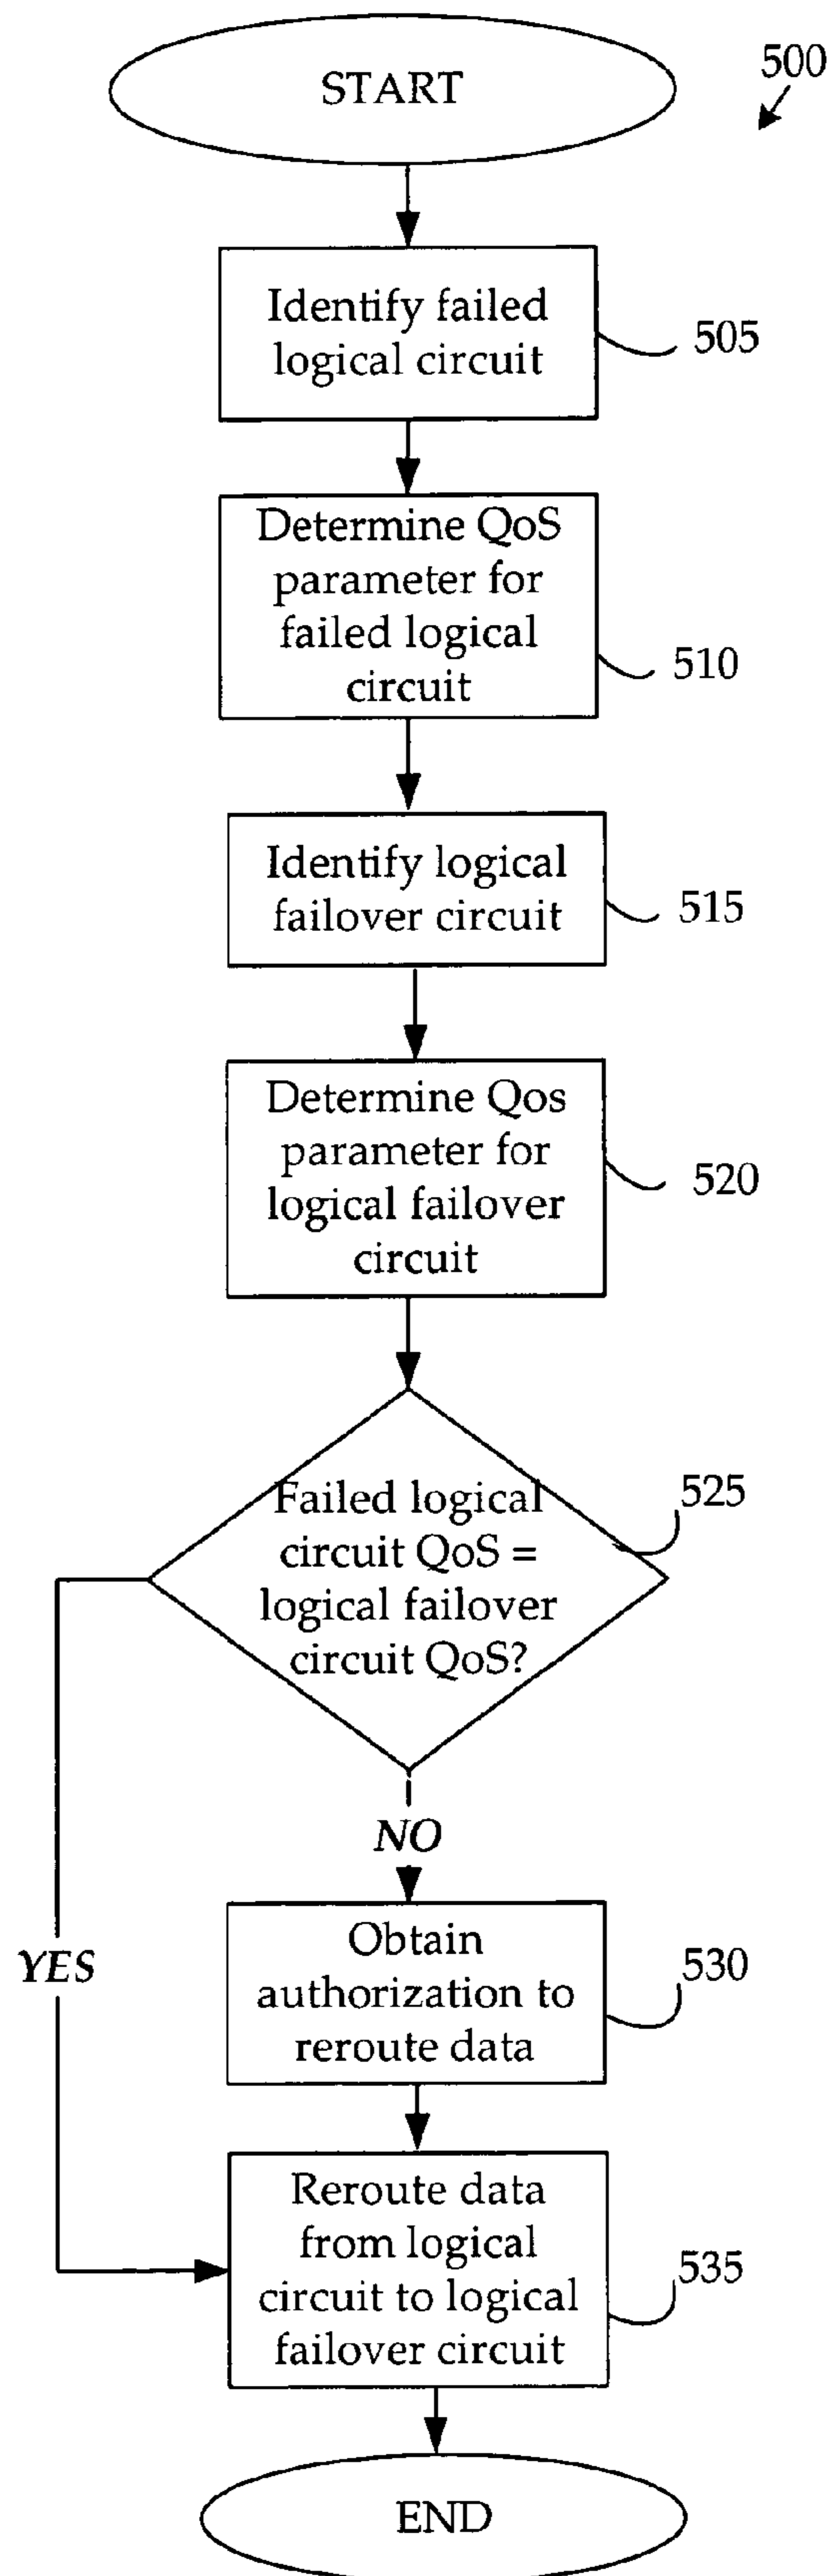 START
500
Identify failed
logical circuit
505
Determine QoS
parameter for
failed logical
circuit
510
Identify logical
failover circuit
515
Determine Qos
parameter for
logical failover
circuit
520
Failed logical
circuit QoS =
logical failover
circuit QoS?
525
NO
YES
Obtain
authorization to
reroute data
530
Reroute data
from logical
circuit to logical
failover circuit
535
END